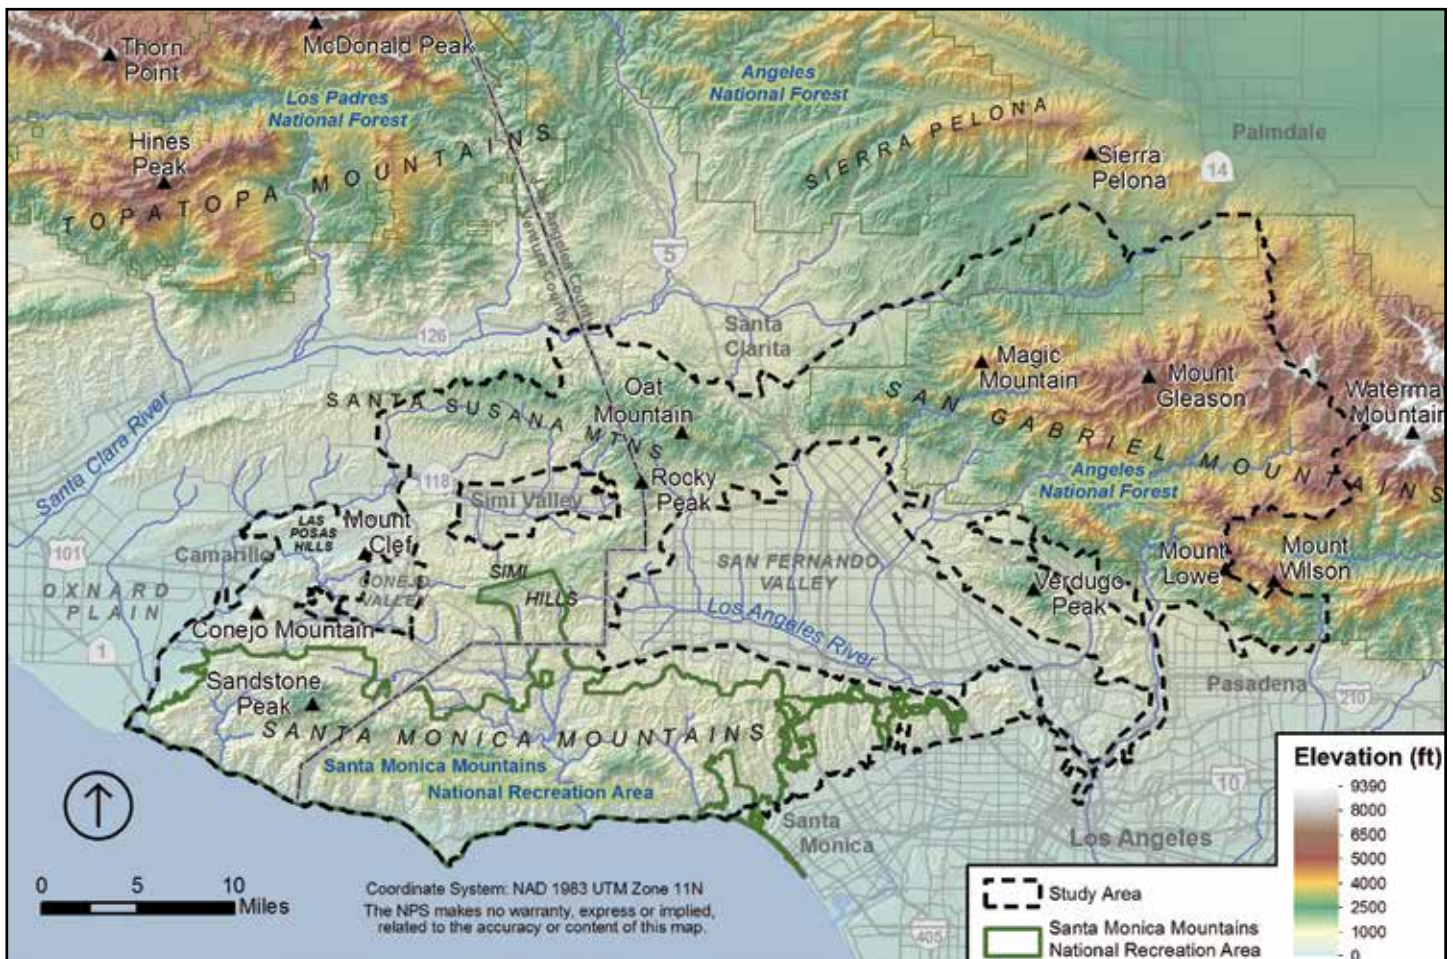 Thorn
Point
McDonald Peak
Los Padres
National Forest
Angeles
National Forest
Hines
Peak
TOPATOPA MOUNTAINS
SIERRA PELONA
Sierra
Pelona
Palmdale
14
Los Angeles County
Ventura County
5
126
Santa
Clarita
Santa Clara River
SANTA SUSANA MTNS
Oat
Mountain
Magic
Mountain
Mount
Gleason
Waterma
Mountain
SAN GABRIEL MOUNTAINS
Angeles
National Forest
118
Simi Valley
Rocky
Peak
LAS
POSAS
HILLS
Mount
Clef
Camarillo
101
OXNARD
PLAIN
CONEJO
VALLEY
SIMI
HILLS
SAN FERNANDO
VALLEY
Los Angeles River
Verdugo
Peak
Mount
Lowe
Mount
Wilson
Conejo Mountain
1
Sandstone
Peak
SANTA MONICA MOUNTAINS
Santa Monica Mountains
National Recreation Area
Pasadena
210
10
Santa
Monica
Los Angeles
405
0 5 10
Miles
Coordinate System: NAD 1983 UTM Zone 11N
The NPS makes no warranty, express or implied,
related to the accuracy or content of this map.
Elevation (ft)
9390
8000
6500
5000
4000
2500
1000
0
Study Area
Santa Monica Mountains
National Recreation Area